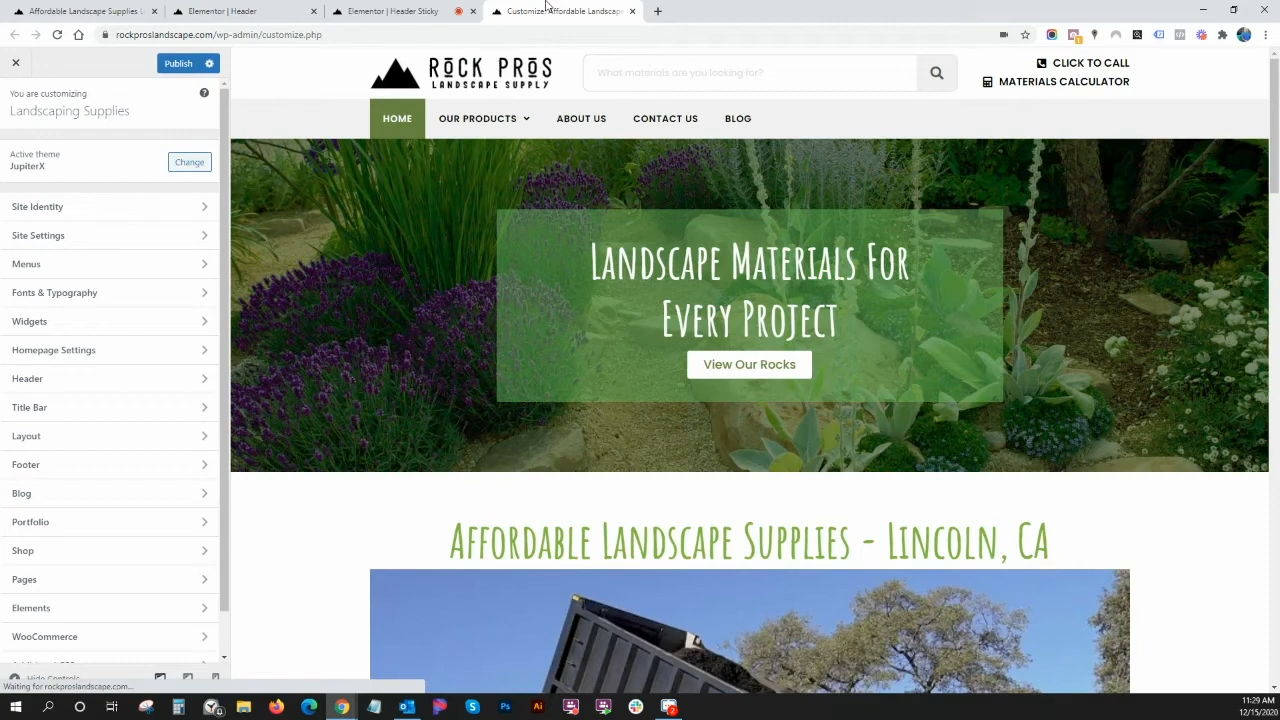 Affordable Landscape Supplies L
Elementor | Header
Elementor | Header Sticky
Customize: Affordable Landscape
rockproslandscape.com/wp-admin/customize.php
Publish
You are customizing
Landscaping Supplies
Active theme
JupiterX
Change
Site Identity
Site Settings
Menus
Fonts & Typography
Widgets
Homepage Settings
Header
Title Bar
Layout
Footer
Blog
Portfolio
Shop
Pages
Elements
WooCommerce
Waiting for rockproslandscape.com...
ROCK PROS
LANDSCAPE SUPPLY
What materials are you looking for?
CLICK TO CALL
MATERIALS CALCULATOR
HOME
OUR PRODUCTS
ABOUT US
CONTACT US
BLOG
Landscape Materials For
Every Project
View Our Rocks
Affordable Landscape Supplies - Lincoln, CA
11:29 AM
12/15/2020